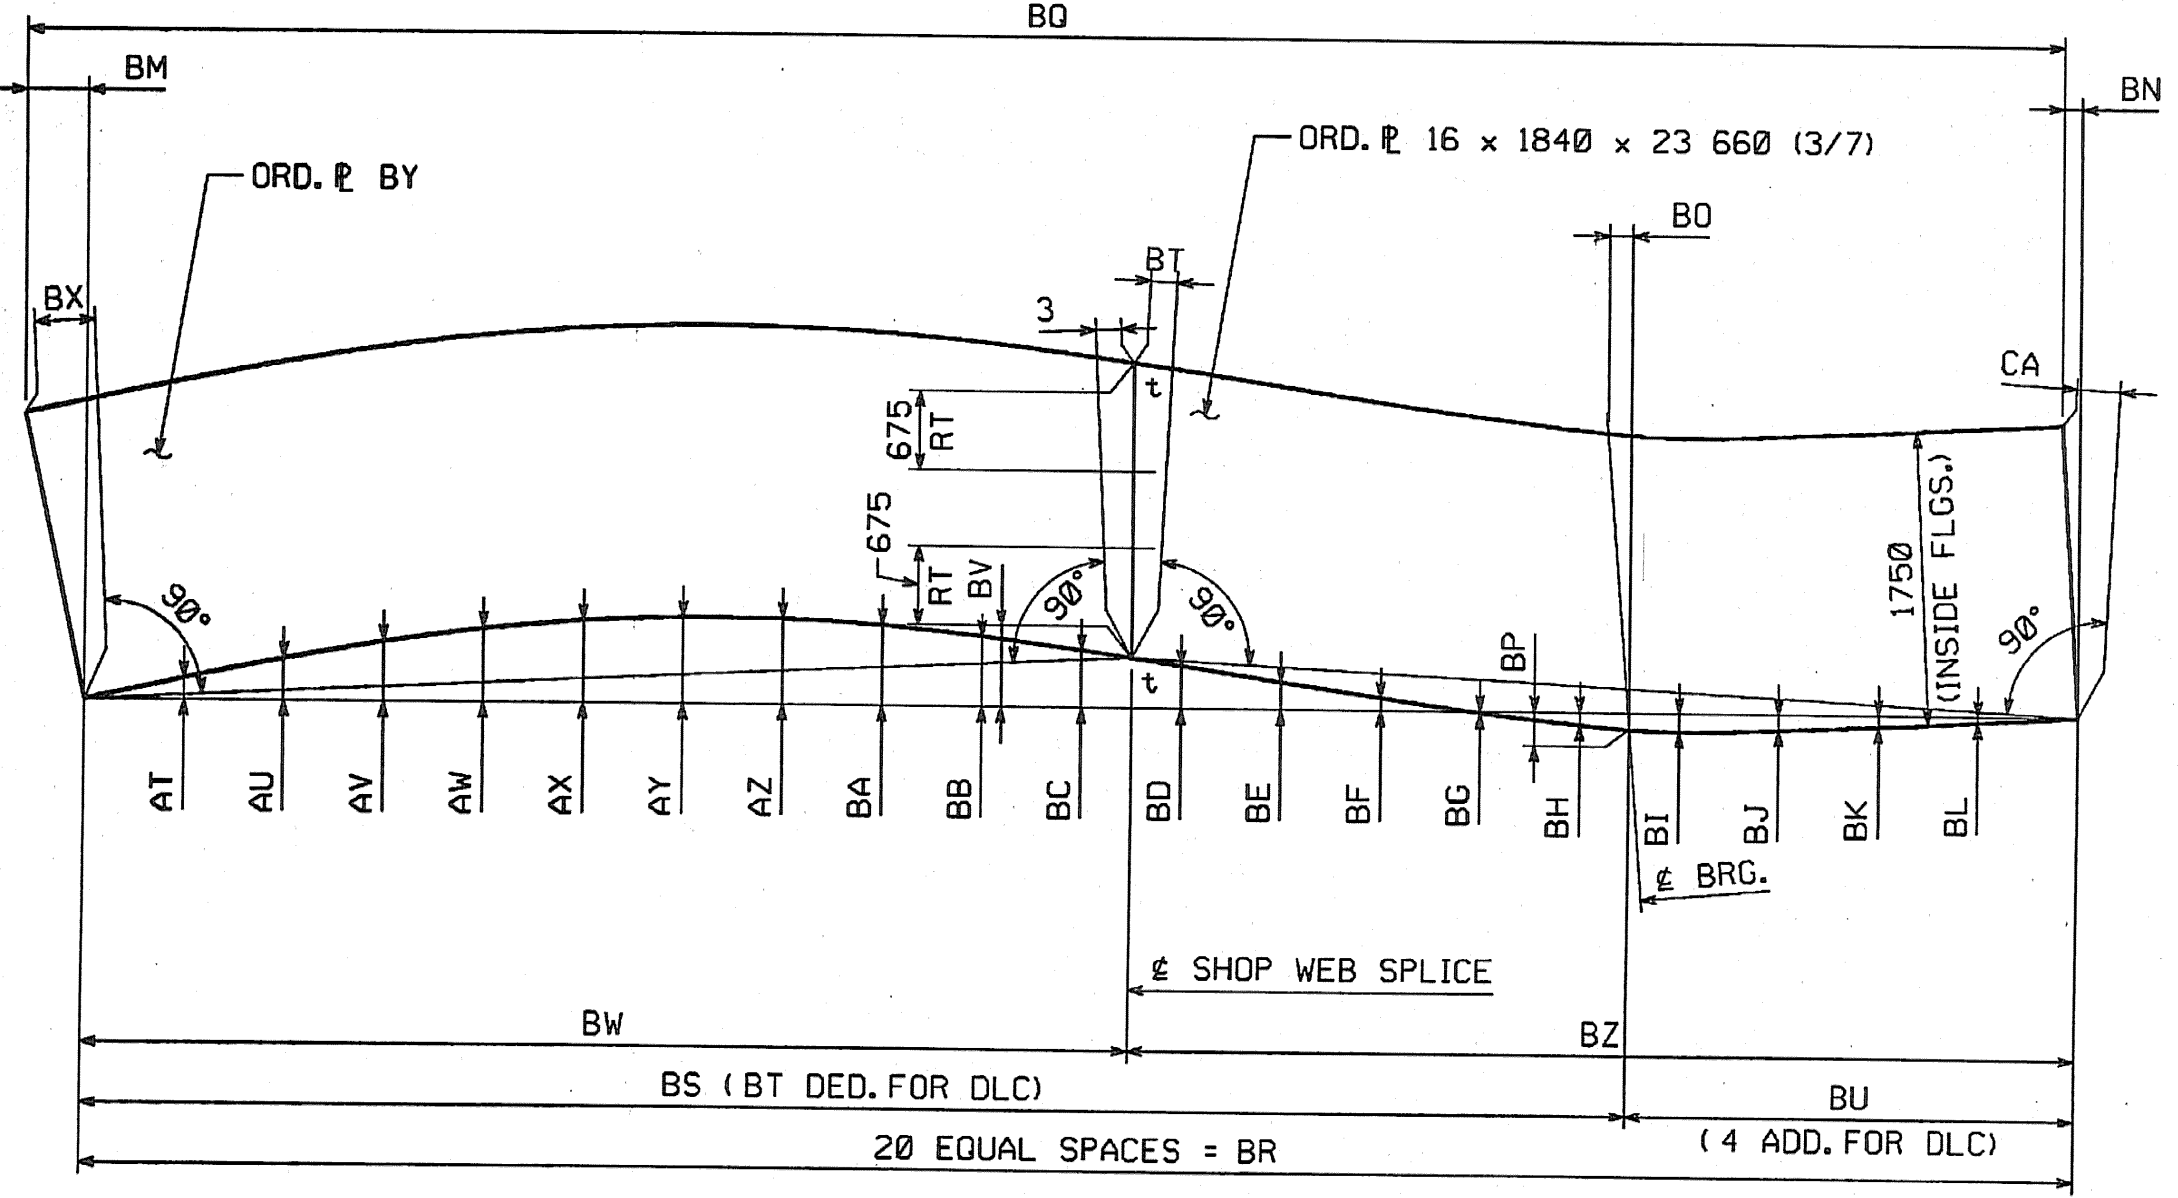 BQ
BM
BN
ORD. ⅊ 16 x 1840 x 23 660 (3/7)
ORD. ⅊ BY
BO
BT
BX
3
CA
t
675
RT
675
RT
BV
1750
(INSIDE FLGS.)
90°
90°
90°
90°
BP
t
AT
AU
AV
AW
AX
AY
AZ
BA
BB
BC
BD
BE
BF
BG
BH
BI
BJ
BK
BL
℄ BRG.
℄ SHOP WEB SPLICE
BW
BZ
BS (BT DED. FOR DLC)
BU
(4 ADD. FOR DLC)
20 EQUAL SPACES = BR